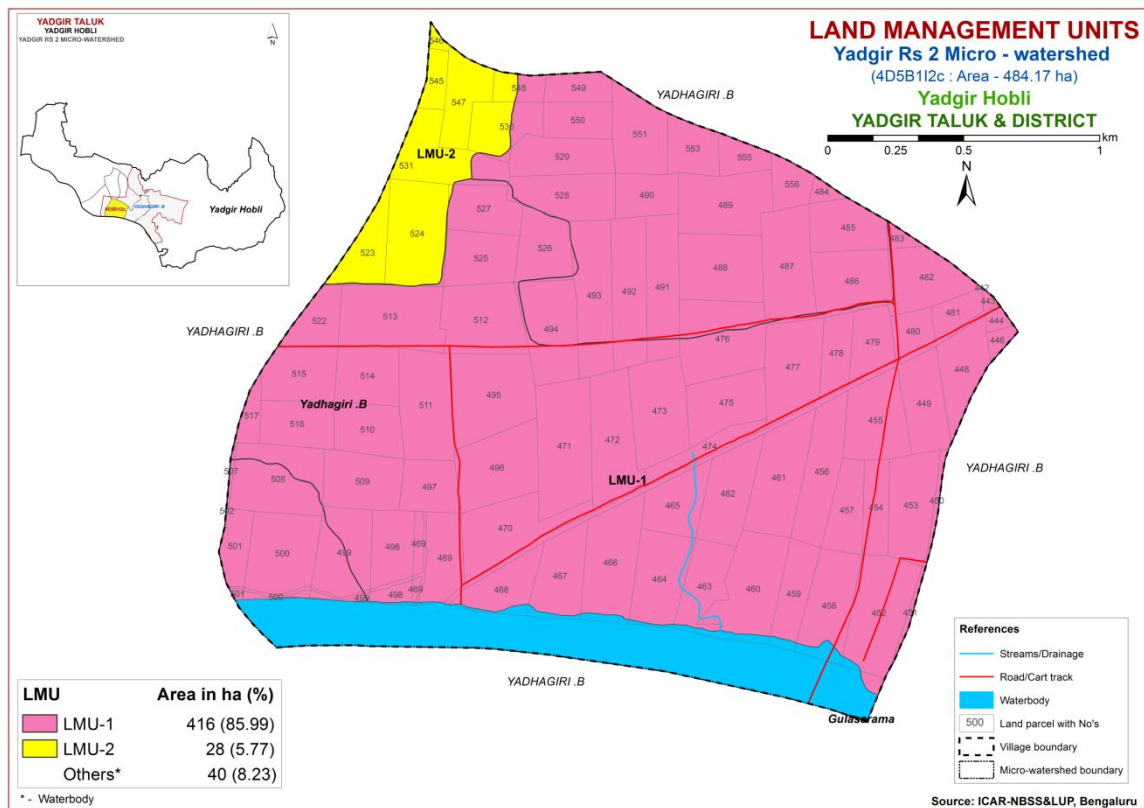 YADGIR TALUK
YADGIR HOBLI
YADGIR RS 2 MICRO-WATERSHED
N
4D5B1I2c
YADHAGIRI .B
Yadgir Hobli
LAND MANAGEMENT UNITS
Yadgir Rs 2 Micro - watershed
(4D5B1I2c : Area - 484.17 ha)
Yadgir Hobli
YADGIR TALUK & DISTRICT
km
0 0.25 0.5 1
N
YADHAGIRI .B
546
545 548 549
547
530 550
551
553 555
LMU-2
531 529
556
484
528 490
489
527
485
483
524
526
523 525
488 487
486
482
493 492 491
442
443
522 513 512
494
481
444
480
446
YADHAGIRI .B
476
479
478
477
448
515 514
511
495
475
449
473
455
Yadhagiri .B
517
516 510
472
471
474
496
507
508 509 497
LMU-1
461 456
462
465
457 454 453 450
YADHAGIRI .B
502
470
501 500 499 498 469 469
466
467
464 463 460
459
458
452 451
501 500 499 498 469 468
YADHAGIRI .B
Gulasarama
LMU Area in ha (%)
LMU-1 416 (85.99)
LMU-2 28 (5.77)
Others* 40 (8.23)
* - Waterbody
References
Streams/Drainage
Road/Cart track
Waterbody
500 Land parcel with No's
Village boundary
Micro-watershed boundary
Source: ICAR-NBSS&LUP, Bengaluru